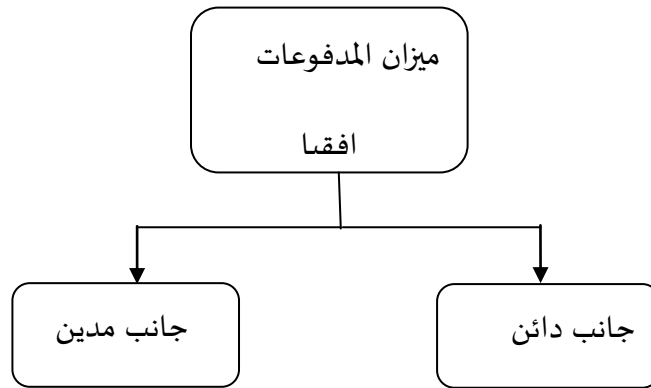 ميزان المدفوعات
افقيا
جانب دائن
جانب مدين